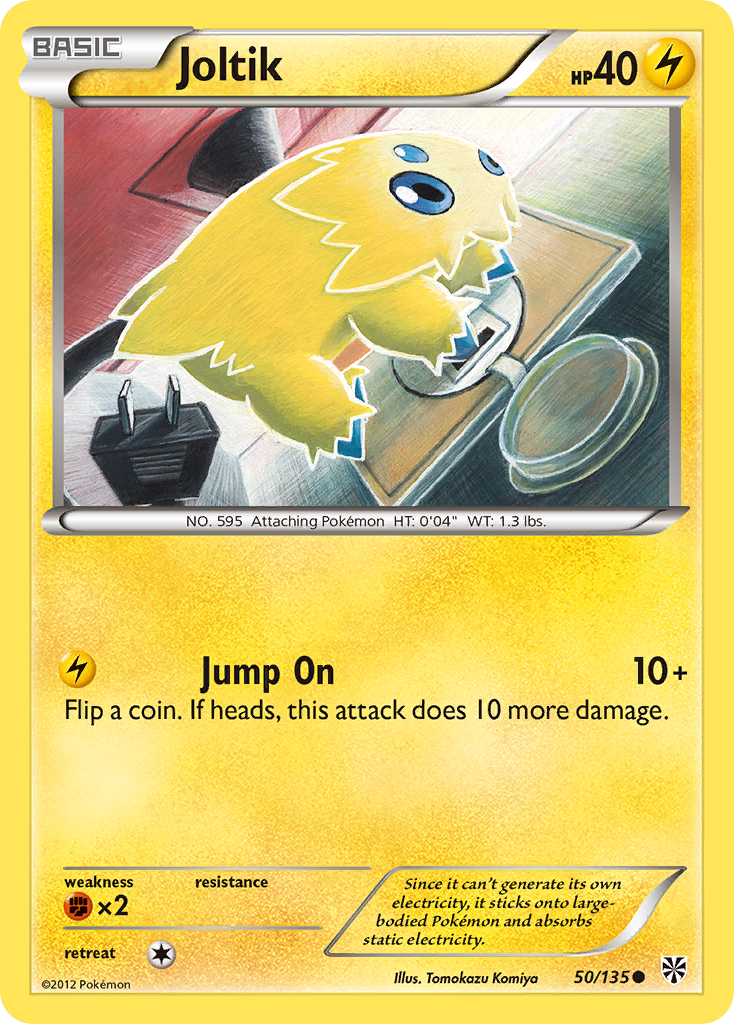 BASIC
Joltik
HP40
NO. 595 Attaching Pokémon HT: 0'04" WT: 1.3 lbs.
Jump On 10+
Flip a coin. If heads, this attack does 10 more damage.
weakness resistance
×2
retreat
Since it can't generate its own
electricity, it sticks onto large-
bodied Pokémon and absorbs
static electricity.
©2012 Pokémon
Illus. Tomokazu Komiya
50/135